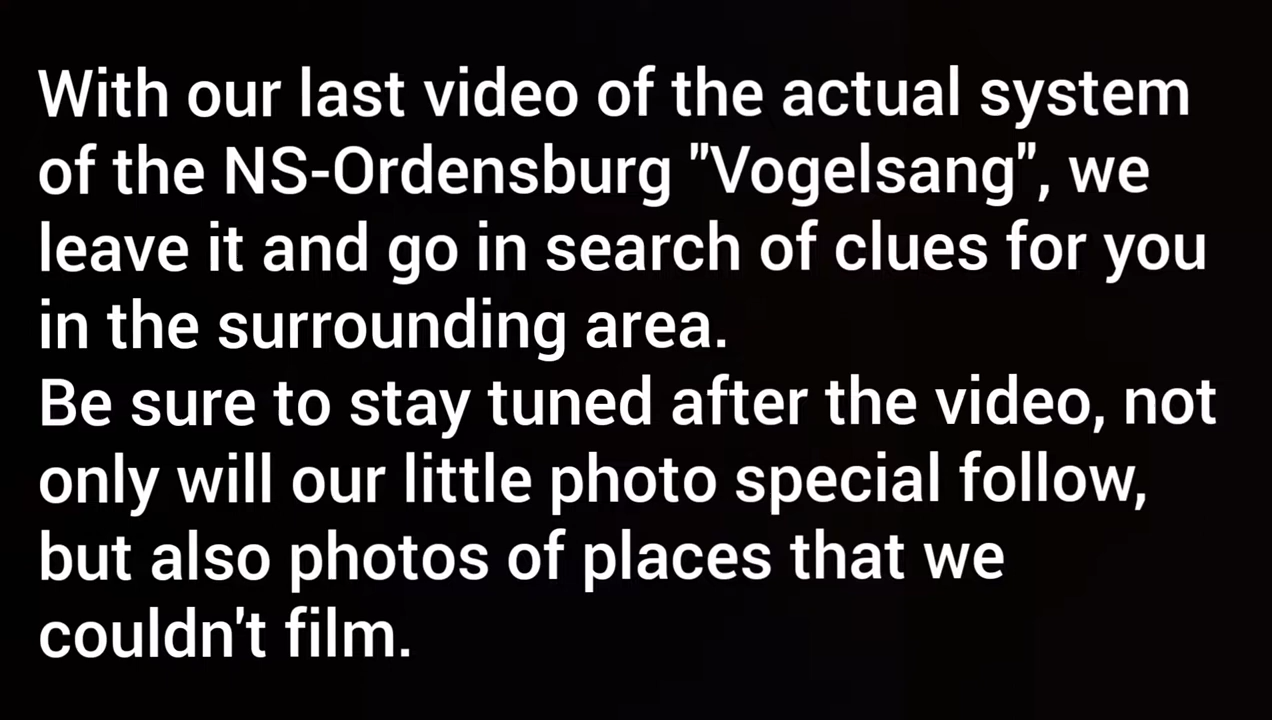 With our last video of the actual system
of the NS-Ordensburg "Vogelsang", we
leave it and go in search of clues for you
in the surrounding area.
Be sure to stay tuned after the video, not
only will our little photo special follow,
but also photos of places that we
couldn't film.